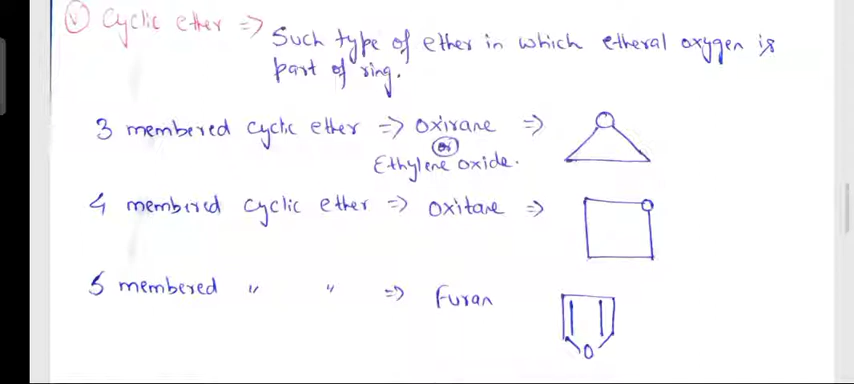 (v) Cyclic ether => Such type of ether in which etheral oxygen is
part of ring.
3 membered cyclic ether => oxirane =>
(or)
Ethylene oxide.
4 membered cyclic ether => oxitane =>
5 membered " " => Furan
O